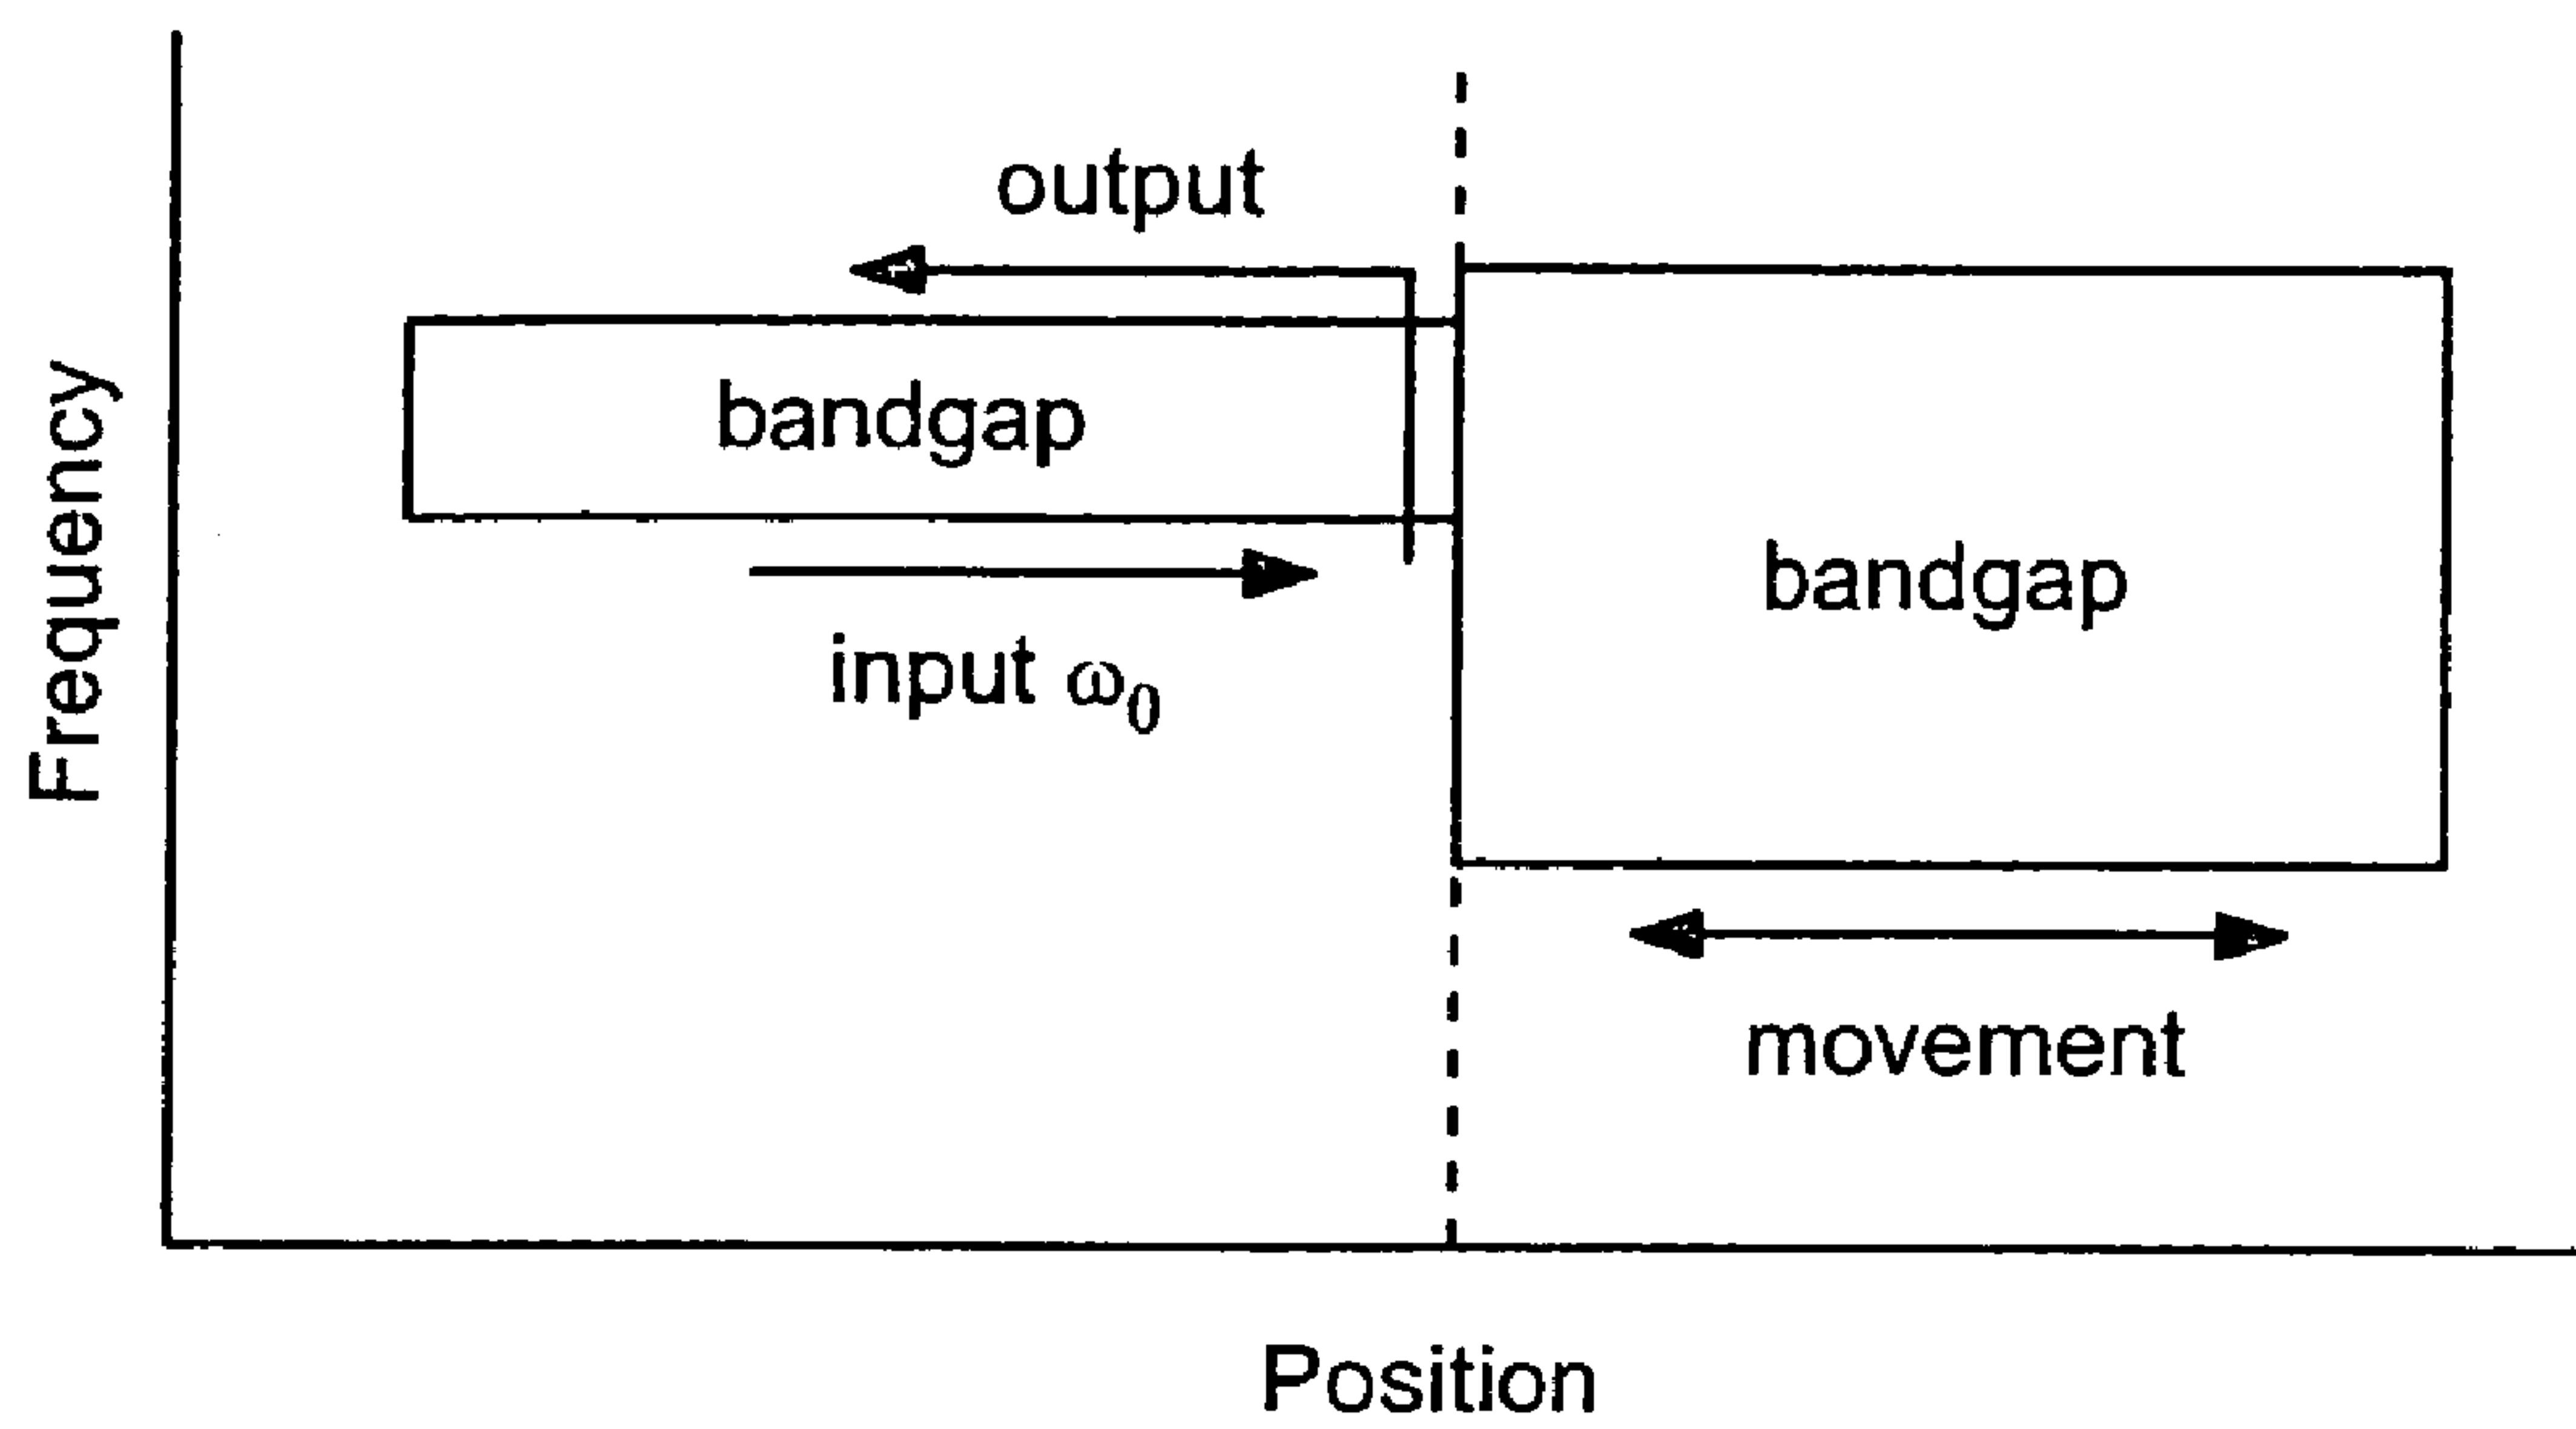 output
bandgap
bandgap
input ω₀
movement
Frequency
Position